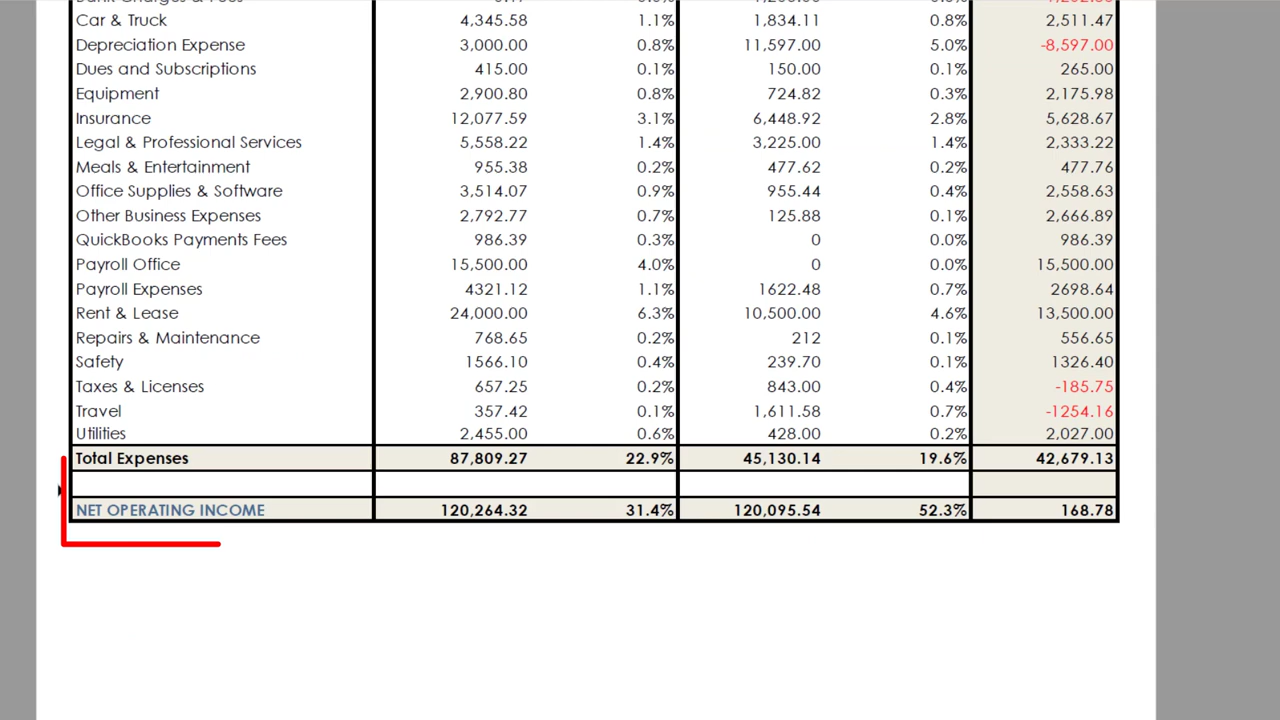 Car & Truck 4,345.58 1.1% 1,834.11 0.8% 2,511.47
Depreciation Expense 3,000.00 0.8% 11,597.00 5.0% -8,597.00
Dues and Subscriptions 415.00 0.1% 150.00 0.1% 265.00
Equipment 2,900.80 0.8% 724.82 0.3% 2,175.98
Insurance 12,077.59 3.1% 6,448.92 2.8% 5,628.67
Legal & Professional Services 5,558.22 1.4% 3,225.00 1.4% 2,333.22
Meals & Entertainment 955.38 0.2% 477.62 0.2% 477.76
Office Supplies & Software 3,514.07 0.9% 955.44 0.4% 2,558.63
Other Business Expenses 2,792.77 0.7% 125.88 0.1% 2,666.89
QuickBooks Payments Fees 986.39 0.3% 0 0.0% 986.39
Payroll Office 15,500.00 4.0% 0 0.0% 15,500.00
Payroll Expenses 4321.12 1.1% 1622.48 0.7% 2698.64
Rent & Lease 24,000.00 6.3% 10,500.00 4.6% 13,500.00
Repairs & Maintenance 768.65 0.2% 212 0.1% 556.65
Safety 1566.10 0.4% 239.70 0.1% 1326.40
Taxes & Licenses 657.25 0.2% 843.00 0.4% -185.75
Travel 357.42 0.1% 1,611.58 0.7% -1254.16
Utilities 2,455.00 0.6% 428.00 0.2% 2,027.00
Total Expenses 87,809.27 22.9% 45,130.14 19.6% 42,679.13
NET OPERATING INCOME 120,264.32 31.4% 120,095.54 52.3% 168.78